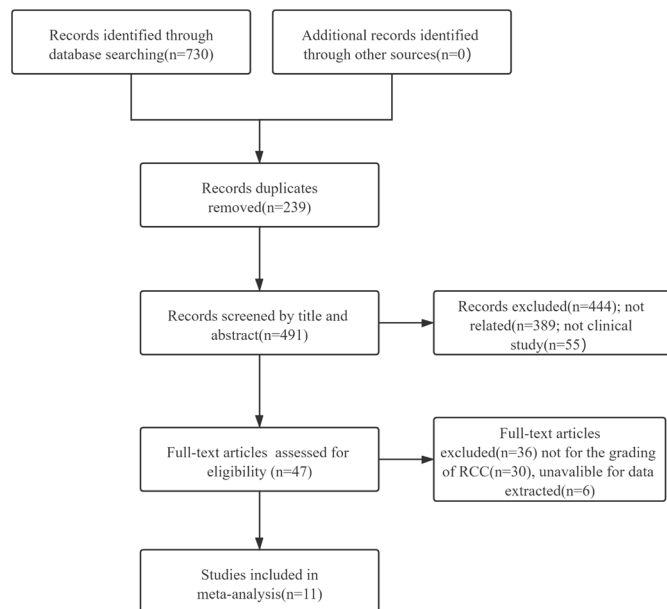 Records identified through
database searching(n=730)
Additional records identified
through other sources(n=0)
Records duplicates
removed(n=239)
Records screened by title and
abstract(n=491)
Records excluded(n=444); not
related(n=389; not clinical
study(n=55)
Full-text articles assessed for
eligibility (n=47)
Full-text articles
excluded(n=36) not for the grading
of RCC(n=30), unavalible for data
extracted(n=6)
Studies included in
meta-analysis(n=11)